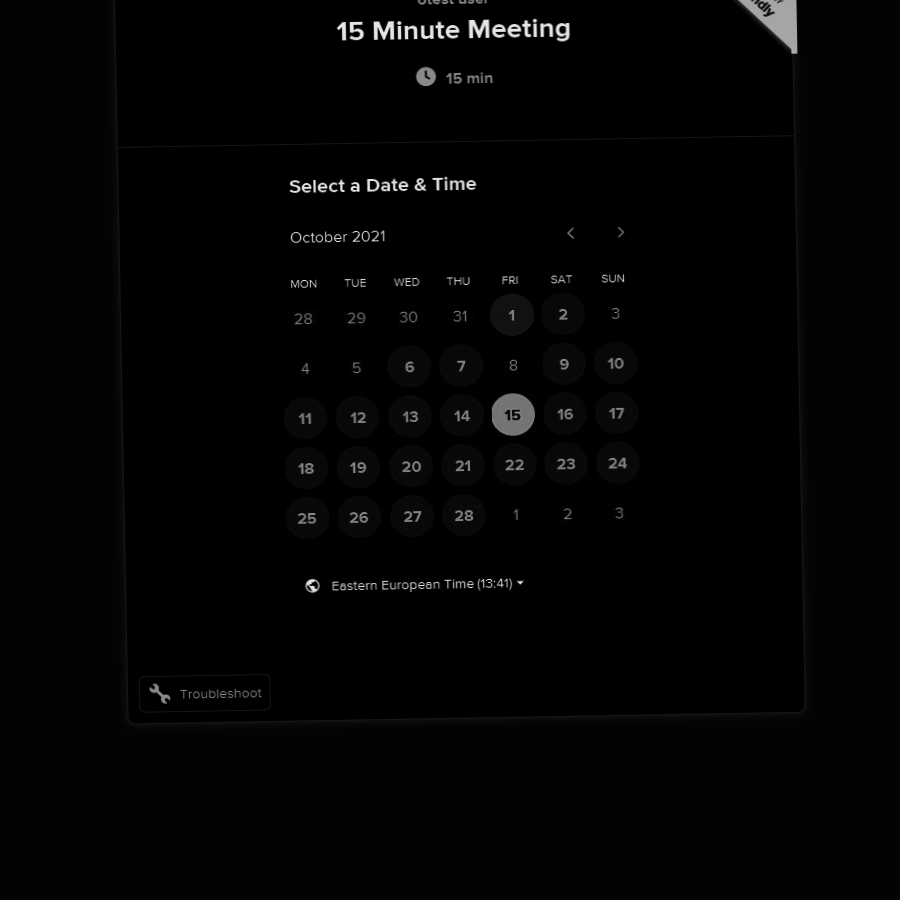 utest user
15 Minute Meeting
15 min
Select a Date & Time
October 2021
MON TUE WED THU FRI SAT SUN
28 29 30 31 1 2 3
4 5 6 7 8 9 10
11 12 13 14 15 16 17
18 19 20 21 22 23 24
25 26 27 28 1 2 3
Eastern European Time (13:41)
Troubleshoot